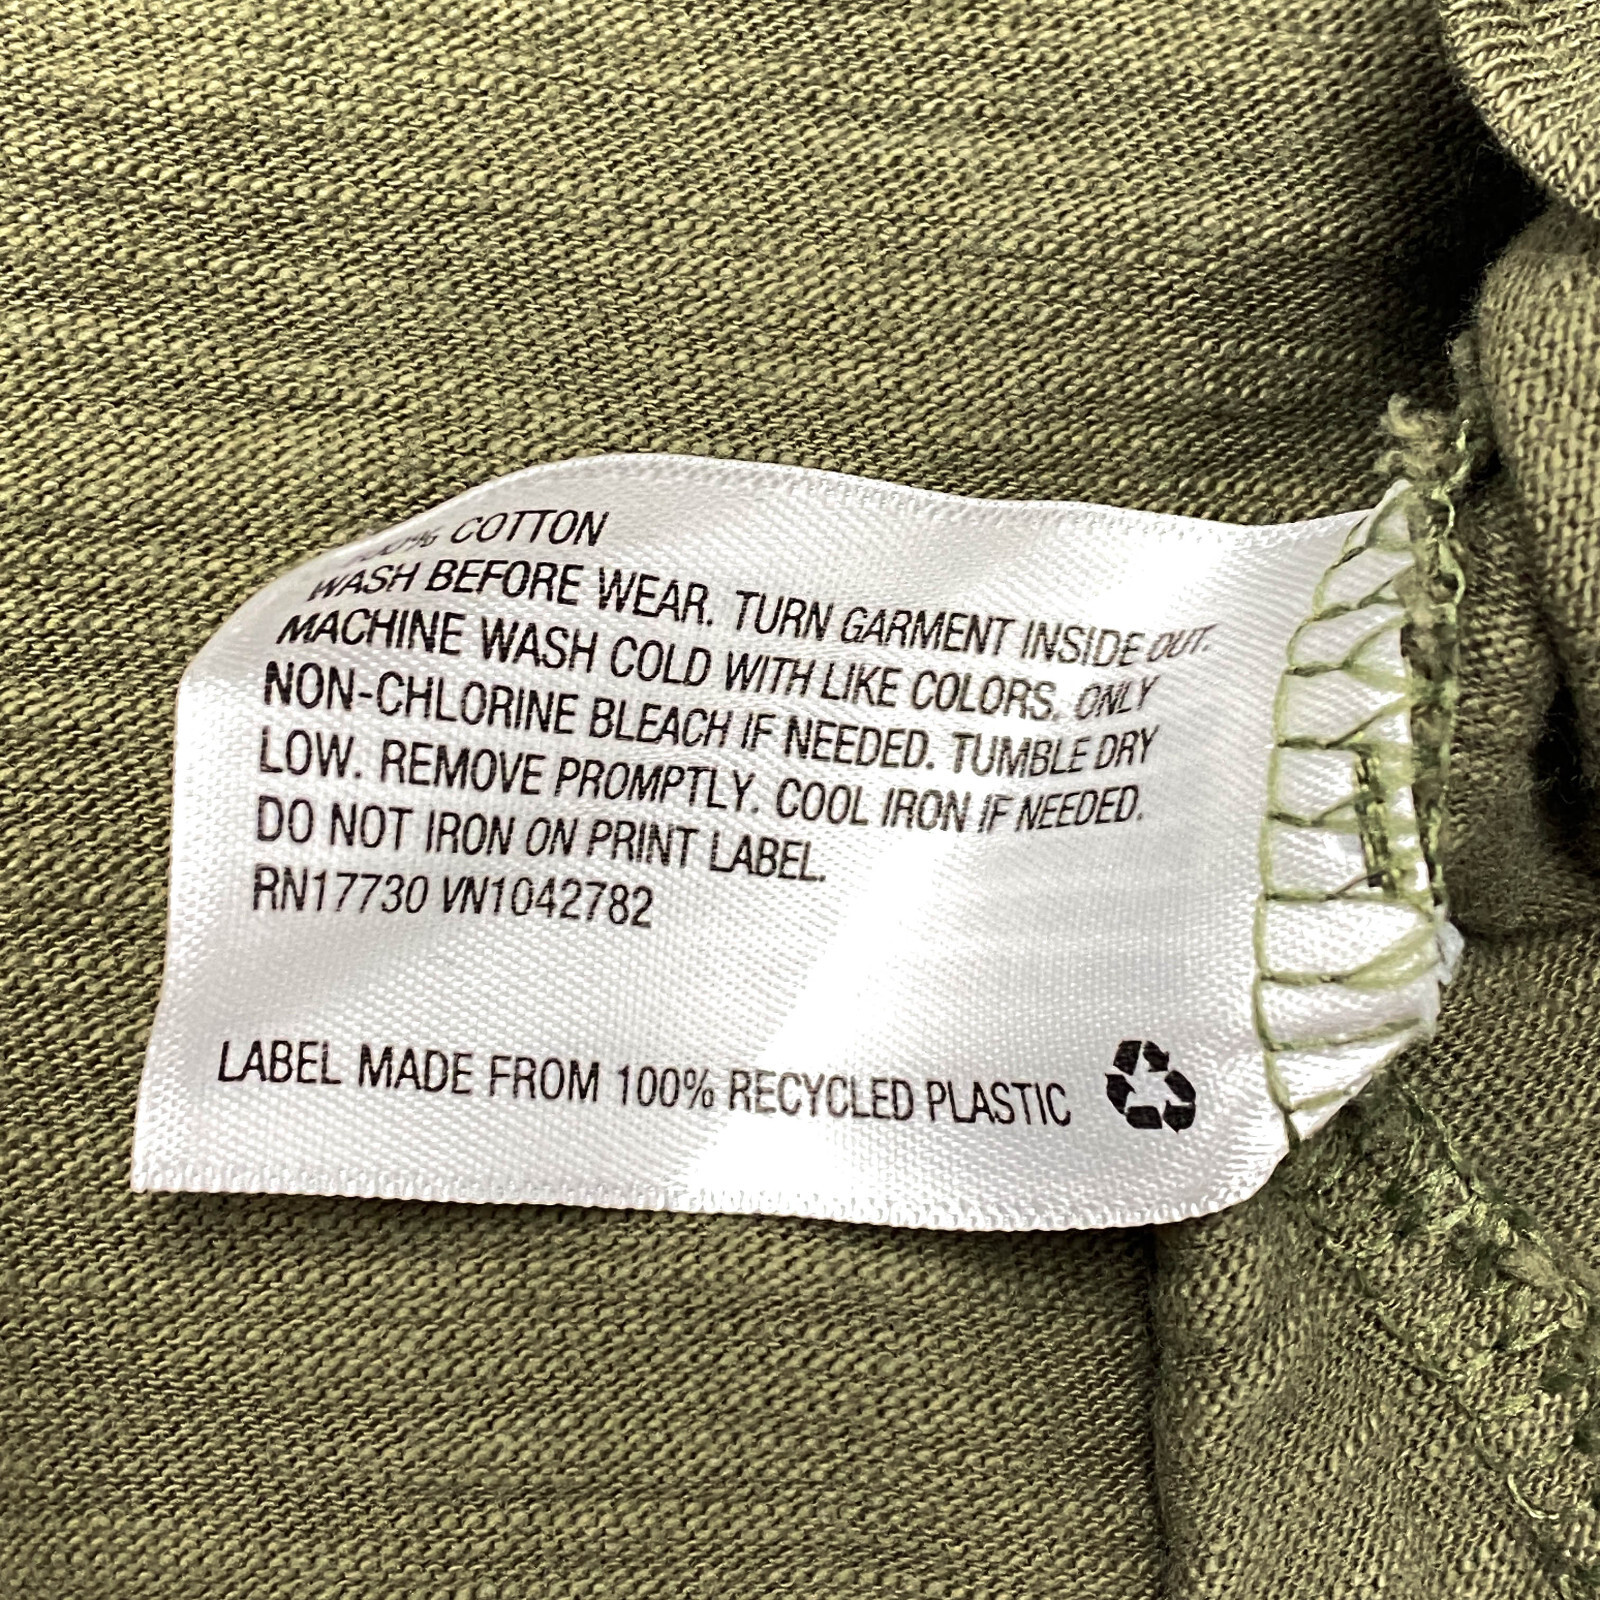 100% COTTON
WASH BEFORE WEAR. TURN GARMENT INSIDE OUT.
MACHINE WASH COLD WITH LIKE COLORS. ONLY
NON-CHLORINE BLEACH IF NEEDED. TUMBLE DRY
LOW. REMOVE PROMPTLY. COOL IRON IF NEEDED.
DO NOT IRON ON PRINT LABEL.
RN17730 VN1042782
LABEL MADE FROM 100% RECYCLED PLASTIC